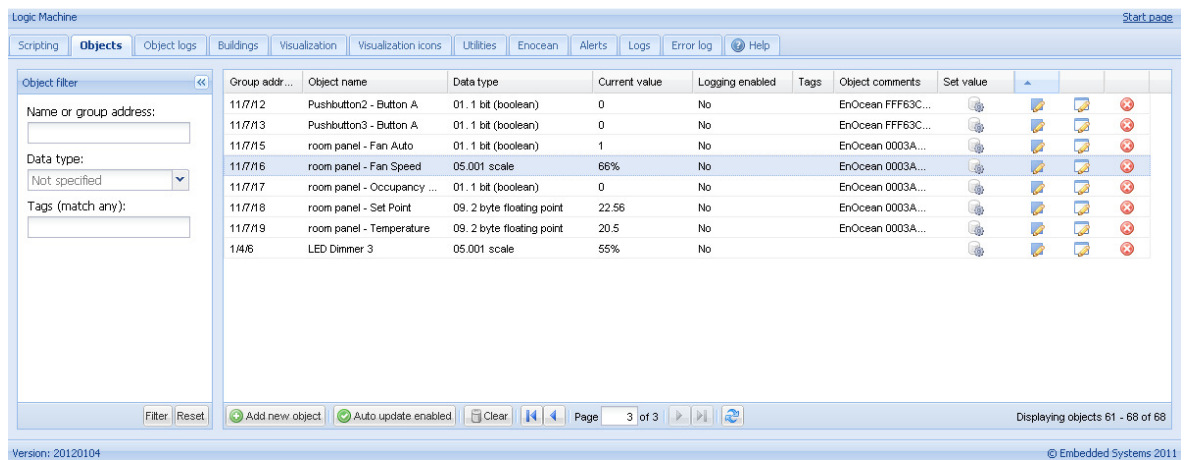 Logic Machine Start page
Scripting Objects Object logs Buildings Visualization Visualization icons Utilities Enocean Alerts Logs Error log Help
Object filter
Name or group address:
Data type:
Not specified
Tags (match any):
Filter Reset
Group addr... Object name Data type Current value Logging enabled Tags Object comments Set value
11/7/12 Pushbutton2 - Button A 01. 1 bit (boolean) 0 No EnOcean FFF63C...
11/7/13 Pushbutton3 - Button A 01. 1 bit (boolean) 0 No EnOcean FFF63C...
11/7/15 room panel - Fan Auto 01. 1 bit (boolean) 1 No EnOcean 0003A...
11/7/16 room panel - Fan Speed 05.001 scale 66% No EnOcean 0003A...
11/7/17 room panel - Occupancy ... 01. 1 bit (boolean) 0 No EnOcean 0003A...
11/7/18 room panel - Set Point 09. 2 byte floating point 22.56 No EnOcean 0003A...
11/7/19 room panel - Temperature 09. 2 byte floating point 20.5 No EnOcean 0003A...
1/4/6 LED Dimmer 3 05.001 scale 55% No
Add new object Auto update enabled Clear Page 3 of 3 Displaying objects 61 - 68 of 68
Version: 20120104 © Embedded Systems 2011